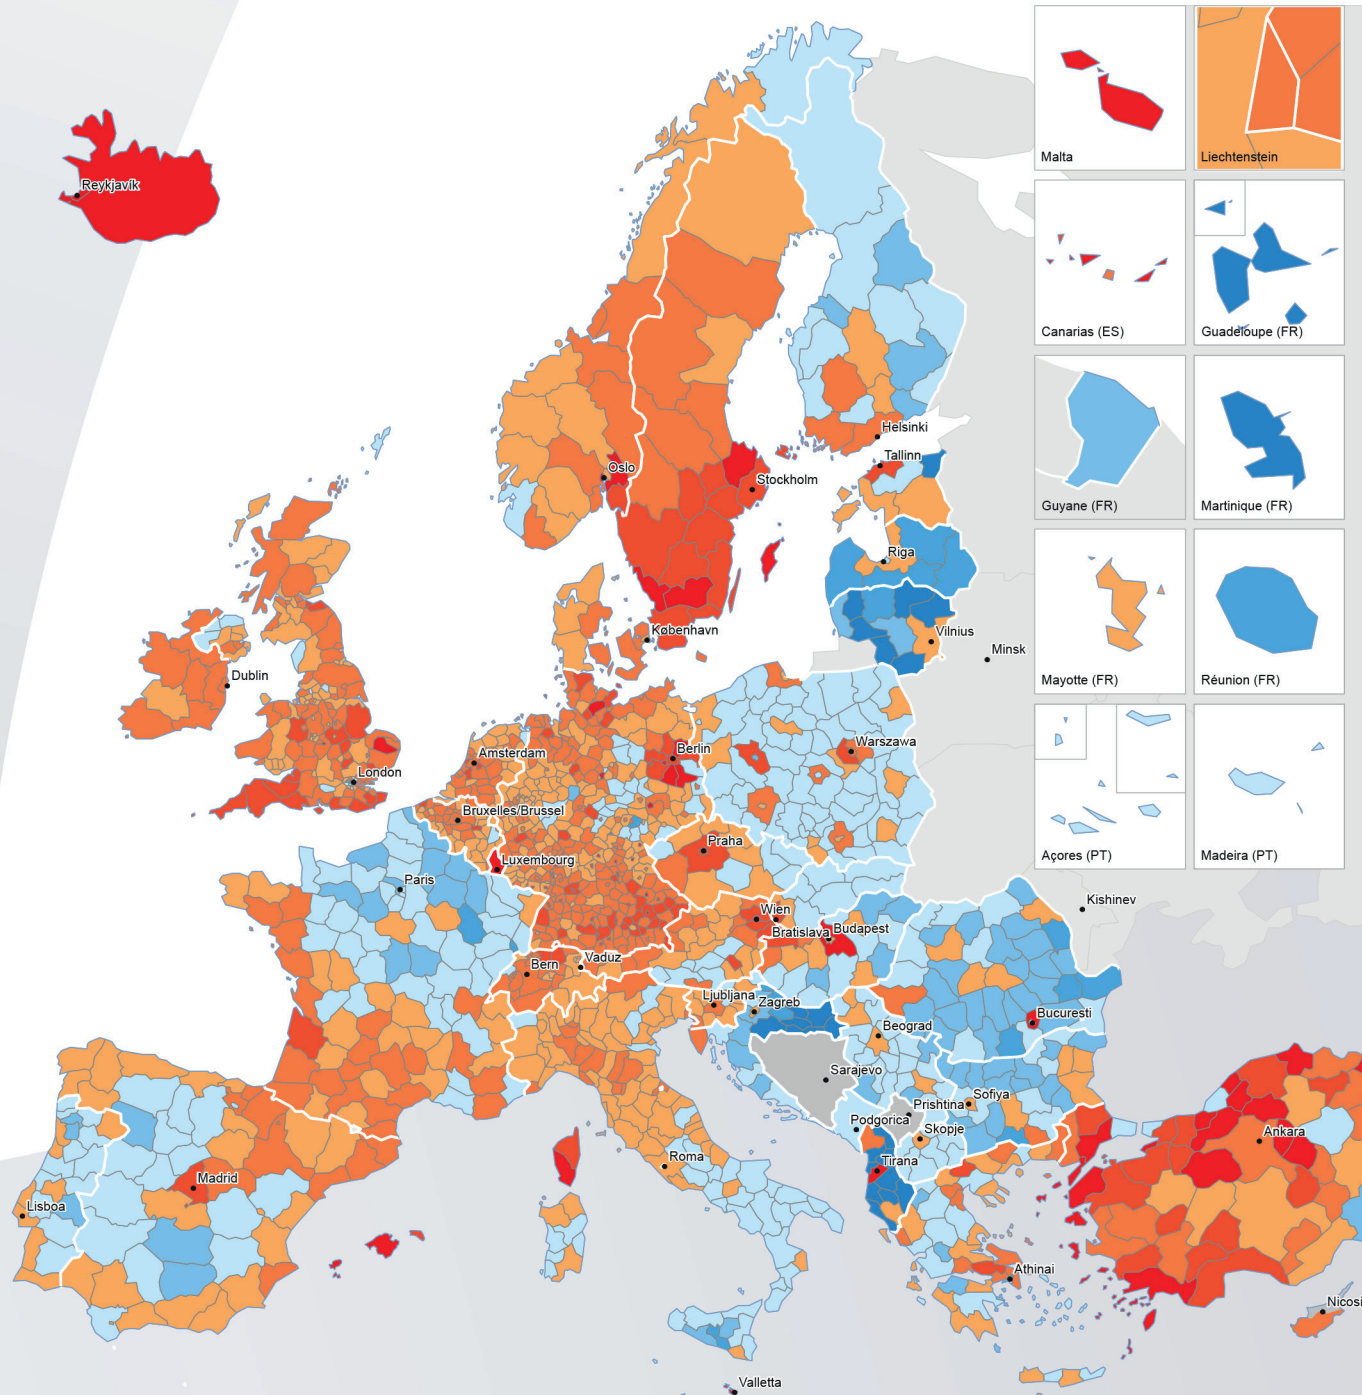 Malta
Liechtenstein
Reykjavík
Canarias (ES)
Guadeloupe (FR)
Guyane (FR)
Martinique (FR)
Helsinki
Tallinn
Oslo
Stockholm
Riga
Mayotte (FR)
Réunion (FR)
København
Vilnius
Minsk
Dublin
Amsterdam
Berlin
Warszawa
London
Bruxelles/Brussel
Praha
Açores (PT)
Madeira (PT)
Luxembourg
Paris
Kishinev
Wien
Bratislava
Budapest
Bern
Vaduz
Ljubljana
Zagreb
Bucuresti
Beograd
Sarajevo
Prishtina
Sofiya
Podgorica
Skopje
Ankara
Roma
Tirana
Madrid
Lisboa
Athinai
Nicosi
Valletta